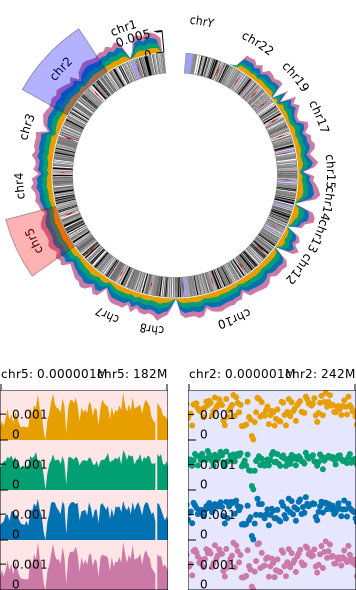 chrY
chr1
0.005
0
chr22
chr2
chr19
chr17
chr3
chr15
chr4
chr14
chr13
chr5
chr12
chr7
chr10
chr8
chr5: 0.000001M
chr5: 182M
chr2: 0.000001M
chr2: 242M
0.001
0
0.001
0
0.001
0
0.001
0
0.001
0
0.001
0
0.001
0
0.001
0